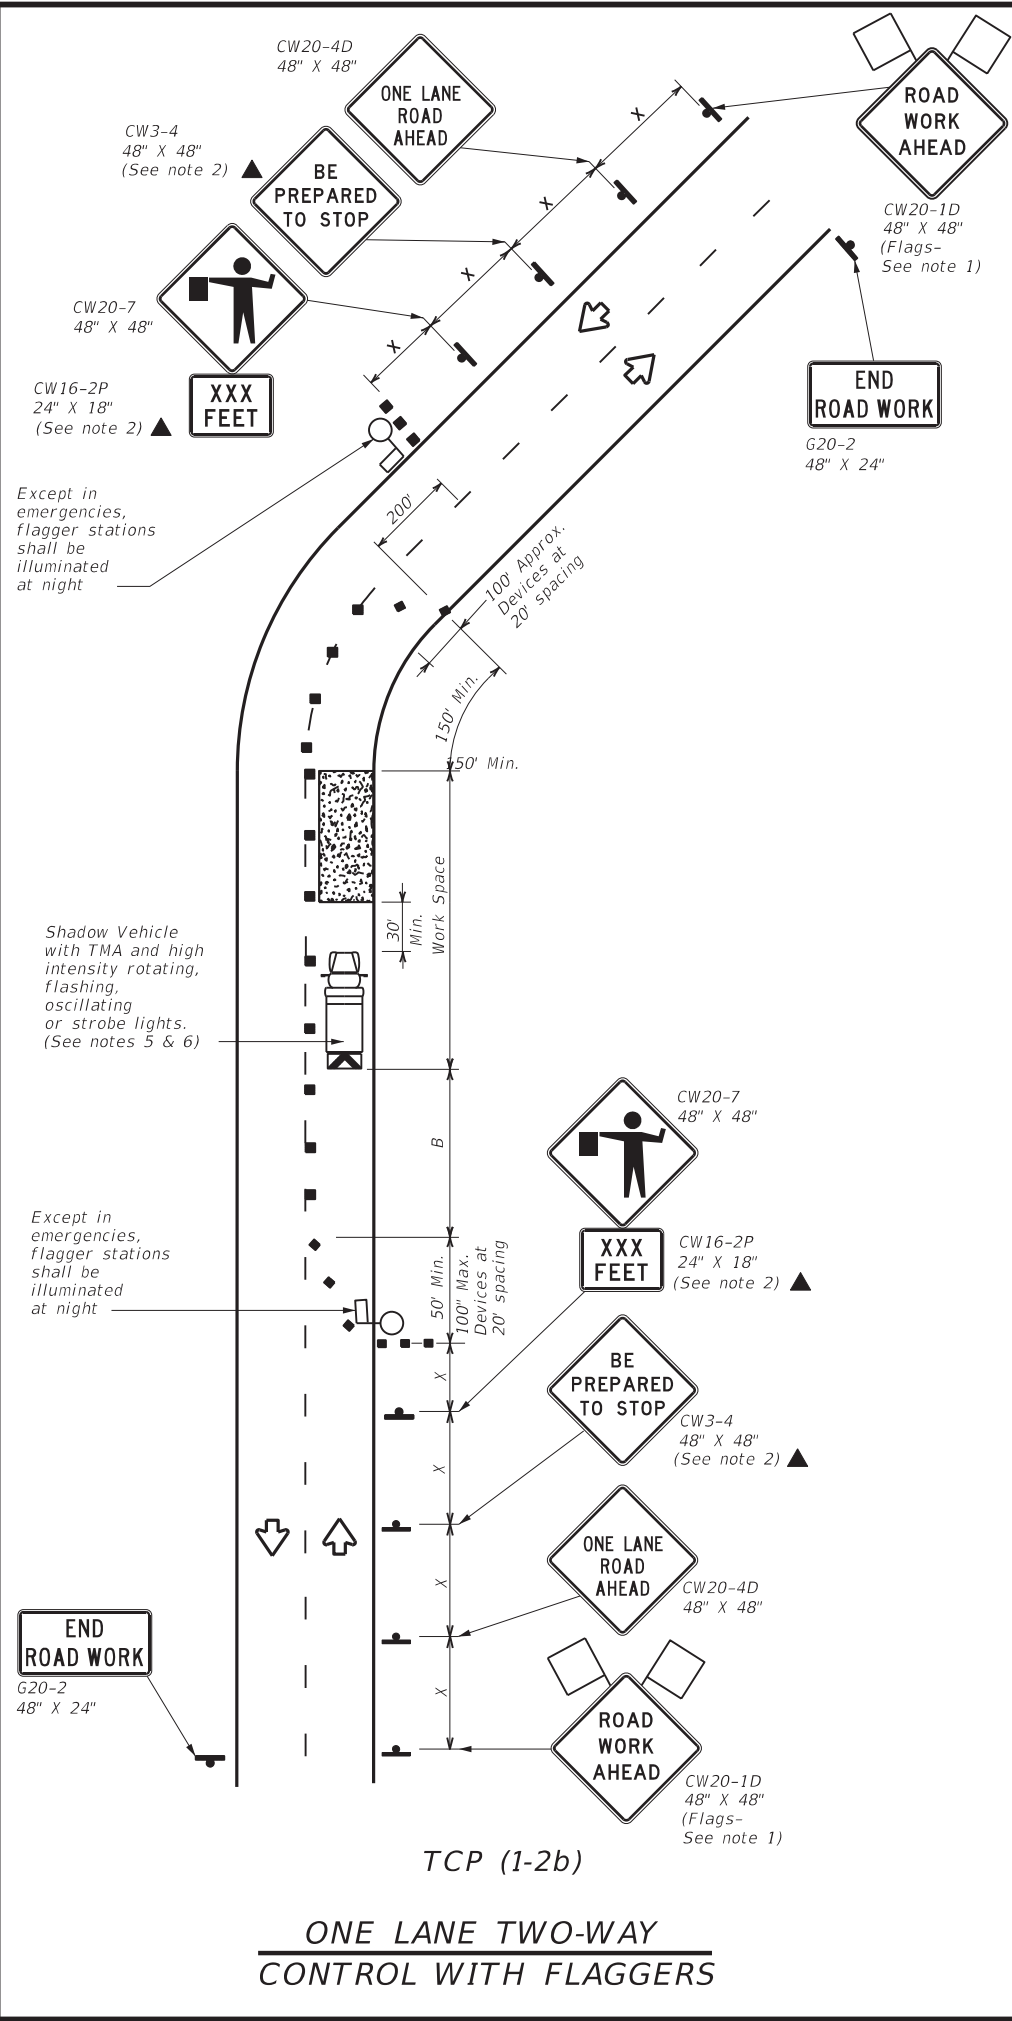 CW20-4D
48" X 48"
ONE LANE
ROAD
AHEAD
ROAD
WORK
AHEAD
CW20-1D
48" X 48"
(Flags-
See note 1)
CW3-4
48" X 48"
(See note 2)
BE
PREPARED
TO STOP
X
X
X
X
CW20-7
48" X 48"
CW16-2P
24" X 18"
(See note 2)
XXX
FEET
END
ROAD WORK
G20-2
48" X 24"
Except in
emergencies,
flagger stations
shall be
illuminated
at night
200'
100' Approx.
Devices at
20' spacing
150' Min.
150' Min.
Work Space
30'
Min.
Shadow Vehicle
with TMA and high
intensity rotating,
flashing,
oscillating
or strobe lights.
(See notes 5 & 6)
B
CW20-7
48" X 48"
XXX
FEET
CW16-2P
24" X 18"
(See note 2)
Except in
emergencies,
flagger stations
shall be
illuminated
at night
50' Min.
100" Max.
Devices at
20' spacing
X
X
X
X
BE
PREPARED
TO STOP
CW3-4
48" X 48"
(See note 2)
ONE LANE
ROAD
AHEAD
CW20-4D
48" X 48"
END
ROAD WORK
G20-2
48" X 24"
ROAD
WORK
AHEAD
CW20-1D
48" X 48"
(Flags-
See note 1)
TCP (1-2b)
ONE LANE TWO-WAY
CONTROL WITH FLAGGERS